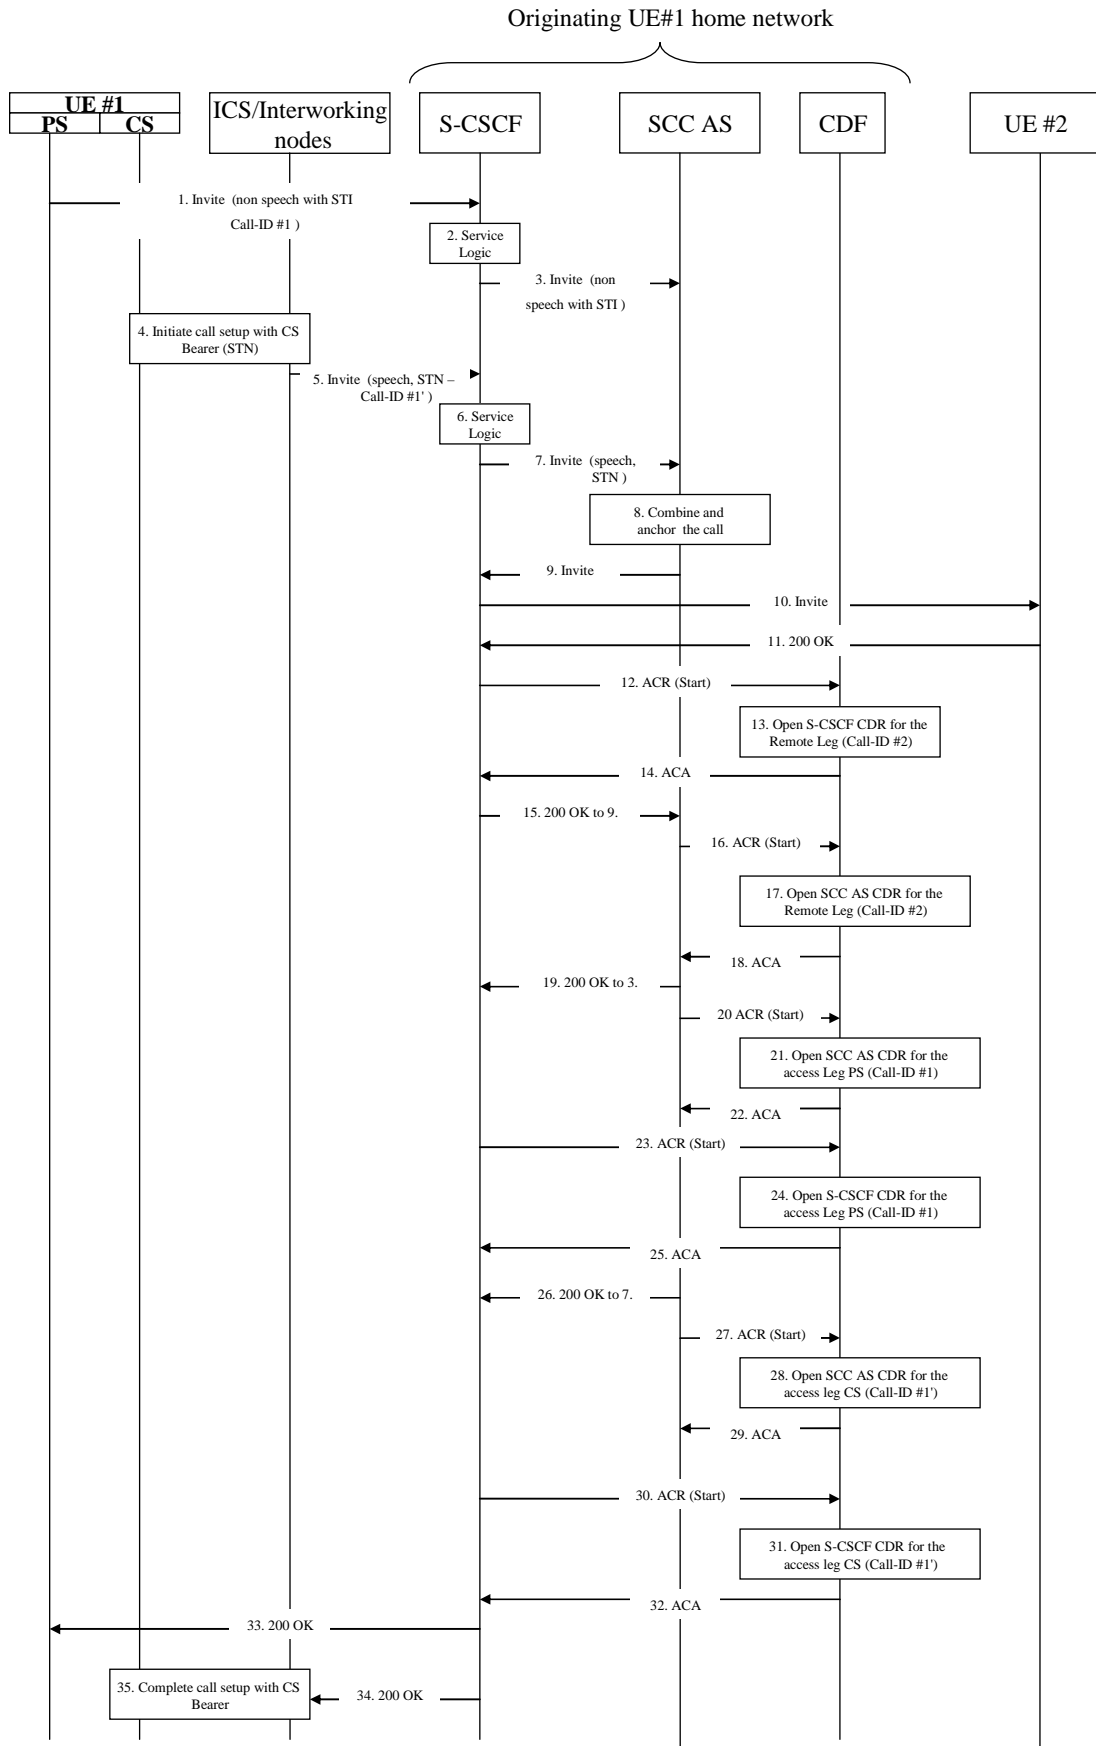 Originating UE#1 home network
UE #1
PS
CS
ICS/Interworking
nodes
S-CSCF
SCC AS
CDF
UE #2
1. Invite (non speech with STI
Call-ID #1 )
2. Service
Logic
3. Invite (non
speech with STI )
4. Initiate call setup with CS
Bearer (STN)
5. Invite (speech, STN –
Call-ID #1' )
6. Service
Logic
7. Invite (speech,
STN )
8. Combine and
anchor the call
9. Invite
10. Invite
11. 200 OK
12. ACR (Start)
13. Open S-CSCF CDR for the
Remote Leg (Call-ID #2)
14. ACA
15. 200 OK to 9.
16. ACR (Start)
17. Open SCC AS CDR for the
Remote Leg (Call-ID #2)
18. ACA
19. 200 OK to 3.
20 ACR (Start)
21. Open SCC AS CDR for the
access Leg PS (Call-ID #1)
22. ACA
23. ACR (Start)
24. Open S-CSCF CDR for the
access Leg PS (Call-ID #1)
25. ACA
26. 200 OK to 7.
27. ACR (Start)
28. Open SCC AS CDR for the
access leg CS (Call-ID #1')
29. ACA
30. ACR (Start)
31. Open S-CSCF CDR for the
access leg CS (Call-ID #1')
32. ACA
33. 200 OK
34. 200 OK
35. Complete call setup with CS
Bearer